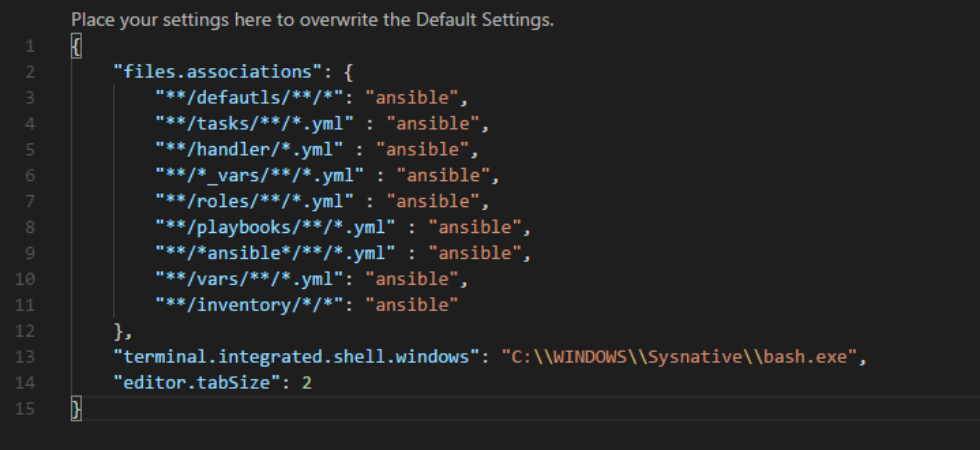 Place your settings here to overwrite the Default Settings.
1 {
2 "files.associations": {
3 "**/defautls/**/*": "ansible",
4 "**/tasks/**/*.yml" : "ansible",
5 "**/handler/*.yml" : "ansible",
6 "**/*_vars/**/*.yml" : "ansible",
7 "**/roles/**/*.yml" : "ansible",
8 "**/playbooks/**/*.yml" : "ansible",
9 "**/*ansible*/**/*.yml" : "ansible",
10 "**/vars/**/*.yml": "ansible",
11 "**/inventory/*/*": "ansible"
12 },
13 "terminal.integrated.shell.windows": "C:\\WINDOWS\\Sysnative\\bash.exe",
14 "editor.tabSize": 2
15 }